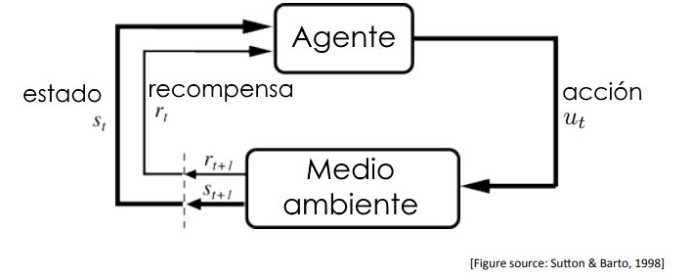 Agente
estado
s_t
recompensa
r_t
acción
u_t
r_{t+1}
s_{t+1}
Medio
ambiente
[Figure source: Sutton & Barto, 1998]